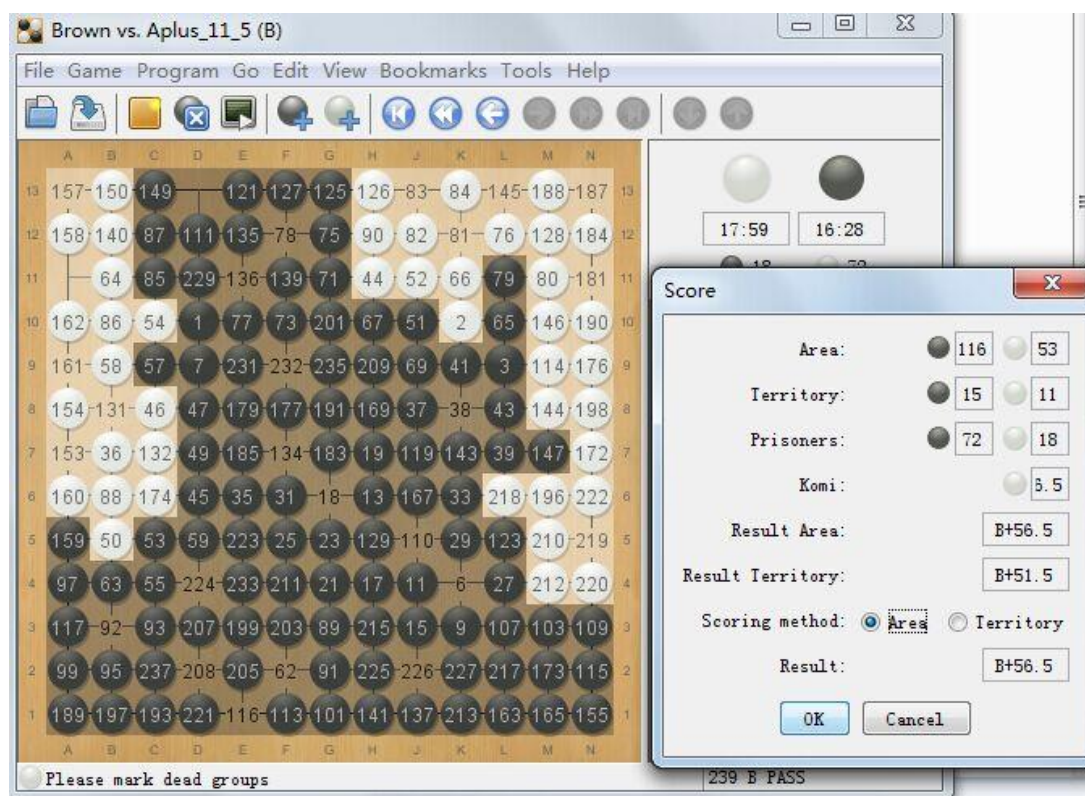 Brown vs. Aplus_11_5 (B)
File Game Program Go Edit View Bookmarks Tools Help
A B C D E F G H J K L M N
13 157 150 149 121 127 125 126 83 84 145 188 187 13
12 158 140 87 111 135 78 75 90 82 81 76 128 184 12
11 64 85 229 136 139 71 44 52 66 79 80 181 11
10 162 86 54 1 77 73 201 67 51 2 65 146 190 10
9 161 58 57 7 231 232 235 209 69 41 3 114 176 9
8 154 131 46 47 179 177 191 169 37 38 43 144 198 8
7 153 36 132 49 185 134 183 19 119 143 39 147 172 7
6 160 88 174 45 35 31 18 13 167 33 218 196 222 6
5 159 50 53 59 223 25 23 129 110 29 123 210 219 5
4 97 63 55 224 233 211 21 17 11 6 27 212 220 4
3 117 92 93 207 199 203 89 215 15 9 107 103 109 3
2 99 95 237 208 205 62 91 225 226 227 217 173 115 2
1 189 197 193 221 116 113 101 141 137 213 163 165 155 1
A B C D E F G H J K L M N
Please mark dead groups
17:59 16:28
Score
Area: 116 53
Territory: 15 11
Prisoners: 72 18
Komi:
Result Area: B+56.5
Result Territory: B+51.5
Scoring method: Area Territory
Result: B+56.5
OK Cancel
239 B PASS